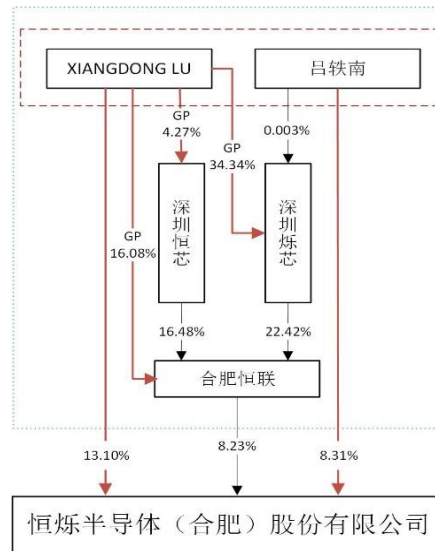 XIANGDONG LU
吕轶南
GP
4.27%
GP
34.34%
0.003%
GP
16.08%
深圳恒芯
深圳烁芯
16.48%
22.42%
合肥恒联
13.10%
8.23%
8.31%
恒烁半导体（合肥）股份有限公司